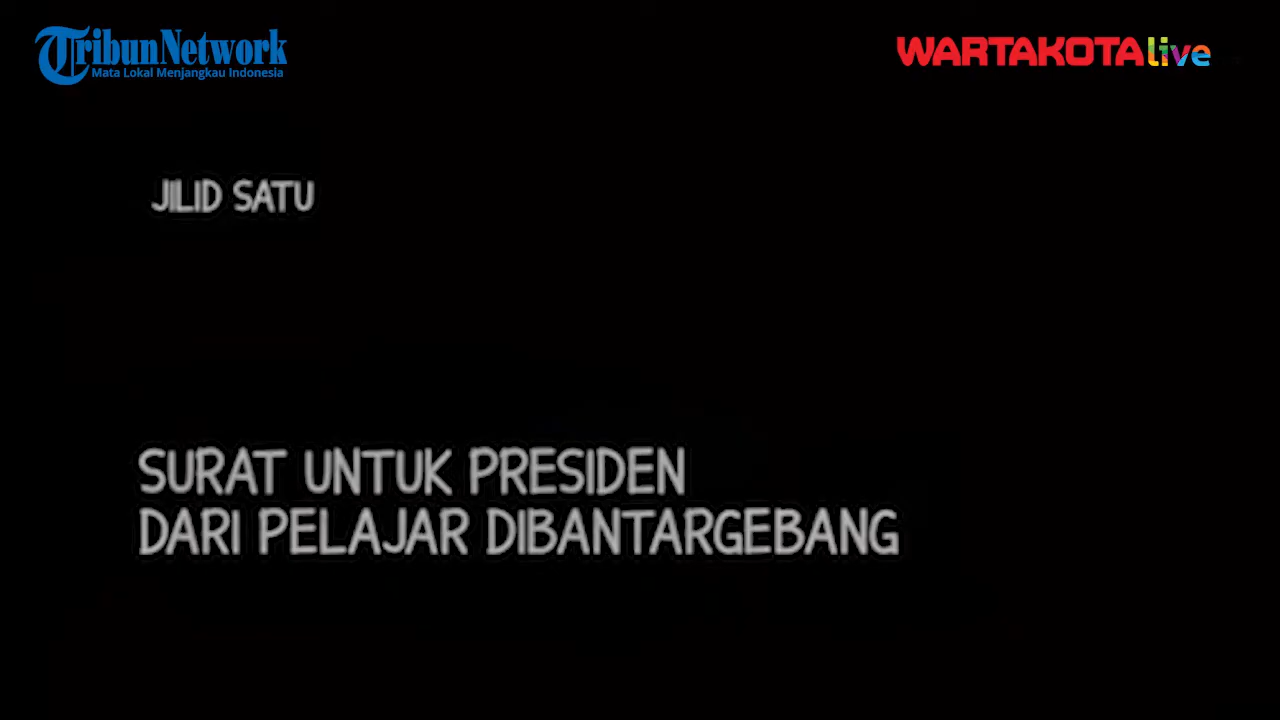 TribunNetwork
Mata Lokal Menjangkau Indonesia
WARTAKOTAlive
JILID SATU
SURAT UNTUK PRESIDEN
DARI PELAJAR DIBANTARGEBANG